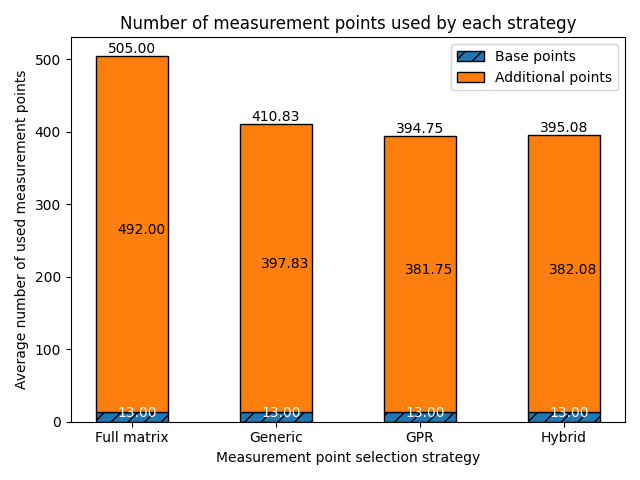 Number of measurement points used by each strategy
Average number of used measurement points
500
400
300
200
100
0
Base points
Additional points
505.00
410.83
394.75
395.08
492.00
397.83
381.75
382.08
13.00
13.00
13.00
13.00
Full matrix
Generic
GPR
Hybrid
Measurement point selection strategy